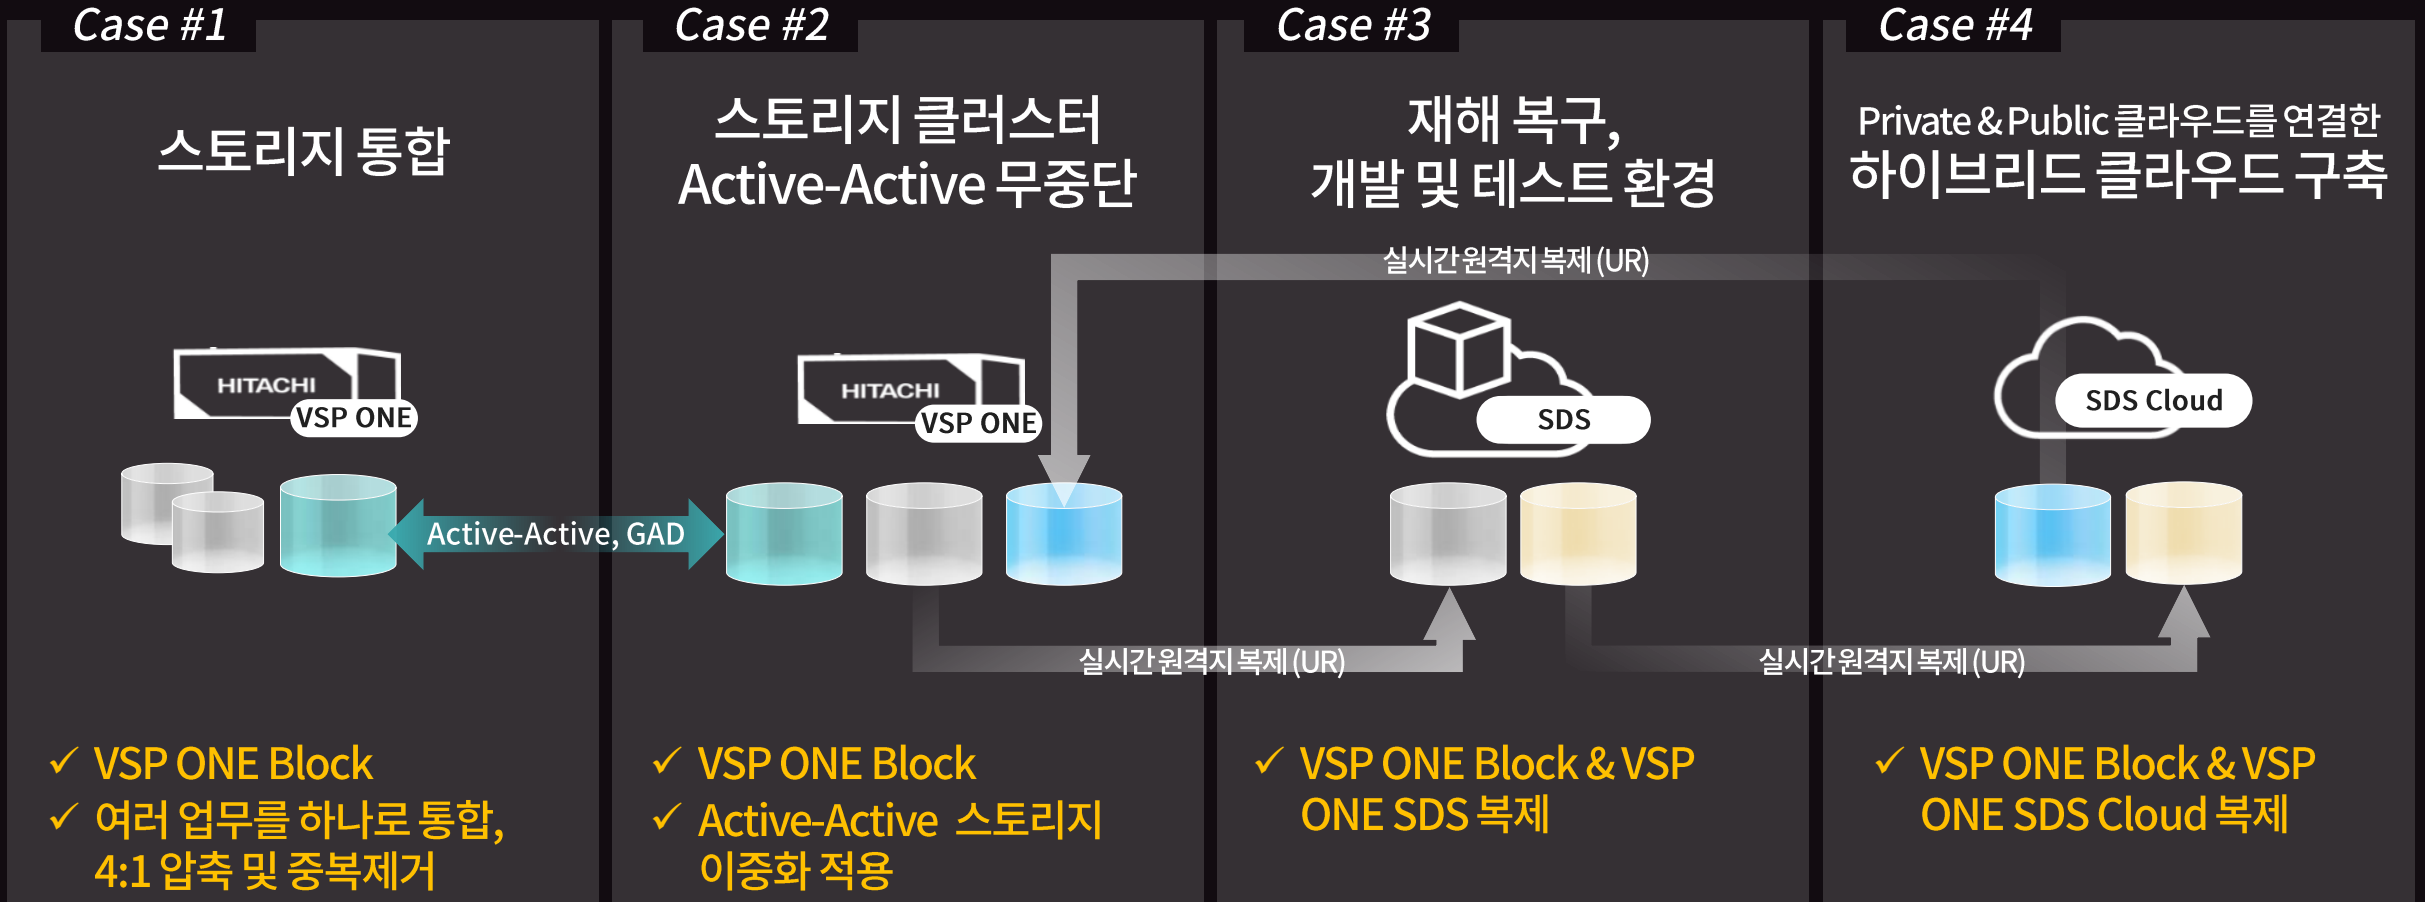 Case #1
스토리지 통합
HITACHI
VSP ONE
Active-Active, GAD
✓ VSP ONE Block
✓ 여러 업무를 하나로 통합,
4:1 압축 및 중복제거
Case #2
스토리지 클러스터
Active-Active 무중단
HITACHI
VSP ONE
실시간 원격지 복제 (UR)
✓ VSP ONE Block
✓ Active-Active 스토리지
이중화 적용
Case #3
재해 복구,
개발 및 테스트 환경
실시간 원격지 복제 (UR)
SDS
실시간 원격지 복제 (UR)
✓ VSP ONE Block & VSP
ONE SDS 복제
Case #4
Private & Public 클라우드를 연결한
하이브리드 클라우드 구축
SDS Cloud
✓ VSP ONE Block & VSP
ONE SDS Cloud 복제